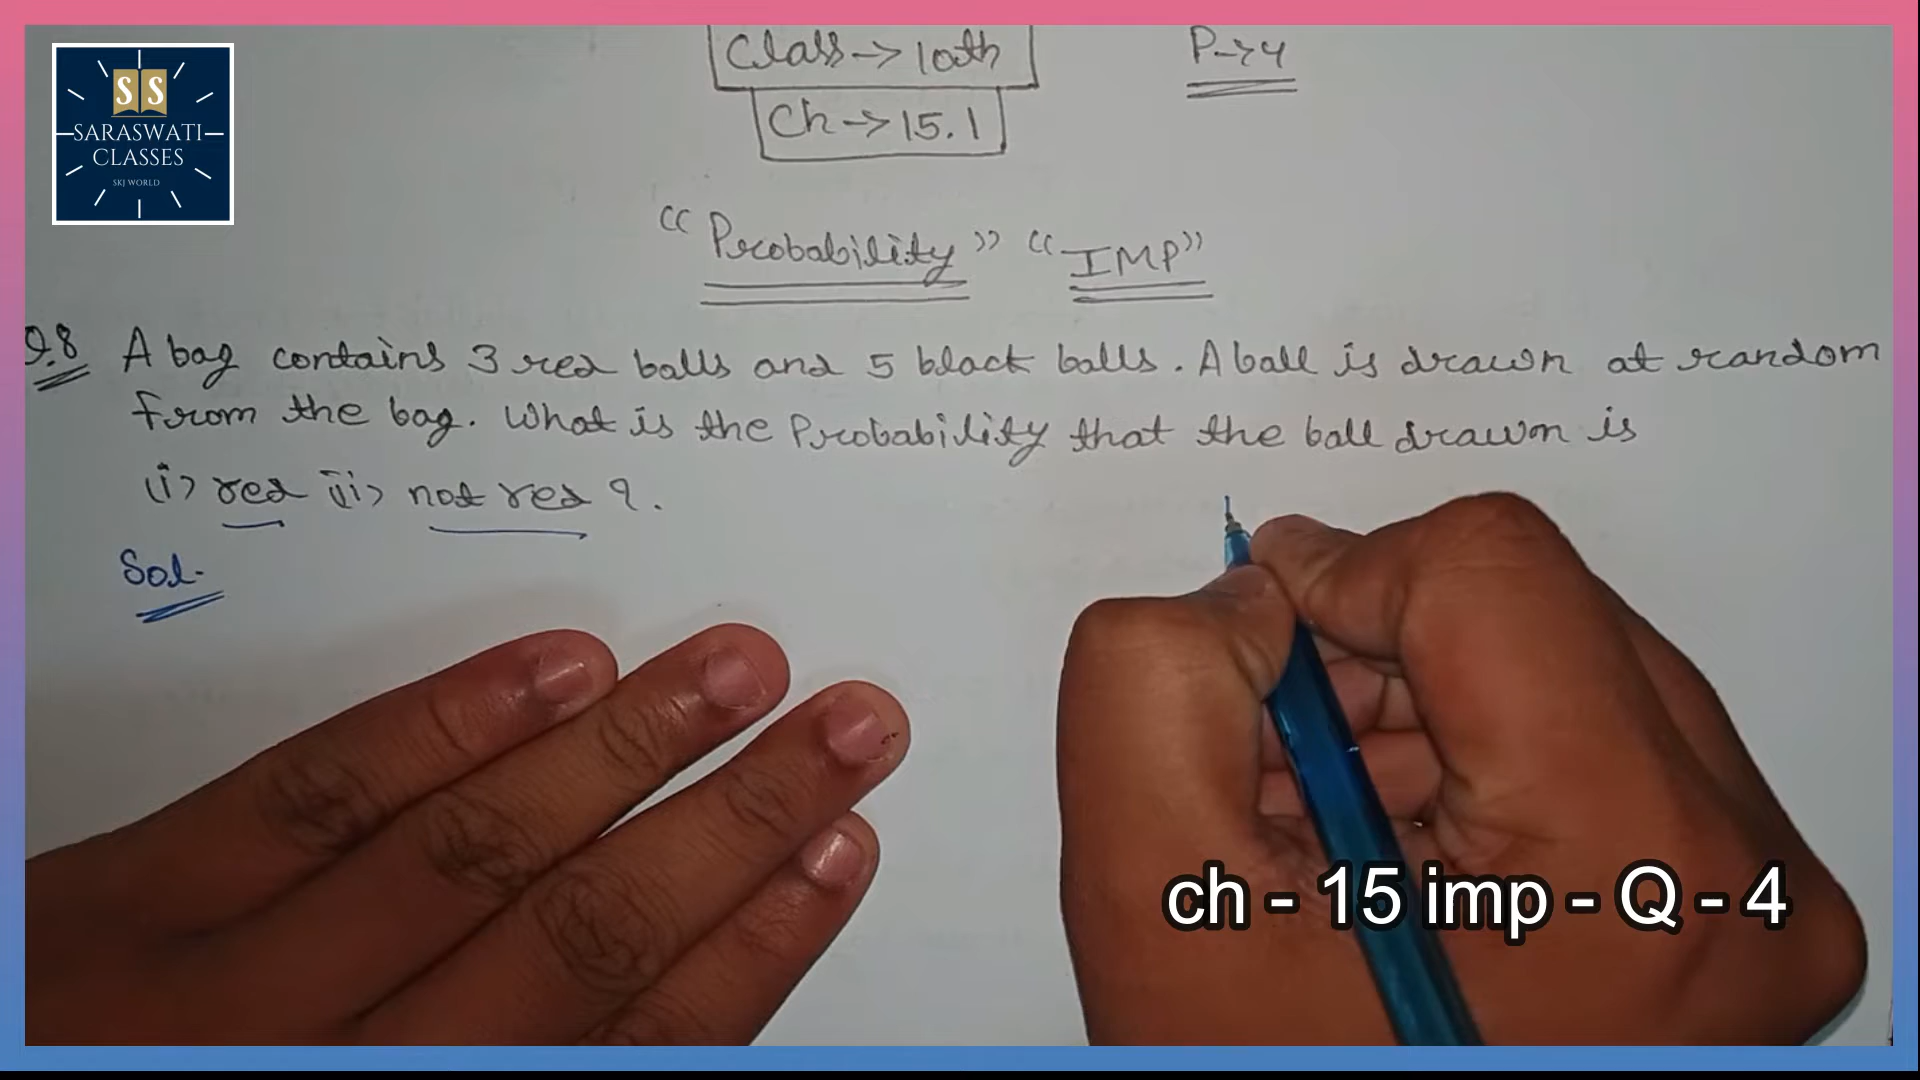 SS
SARASWATI
CLASSES
SKJ WORLD
Class -> 10th
P->4
Ch -> 15.1
"Probability" "IMP"
Q.8 A bag contains 3 red balls and 5 black balls. A ball is drawn at random
from the bag. What is the Probability that the ball drawn is
(i) red (ii) not red ?.
Sol.
ch - 15 imp - Q - 4